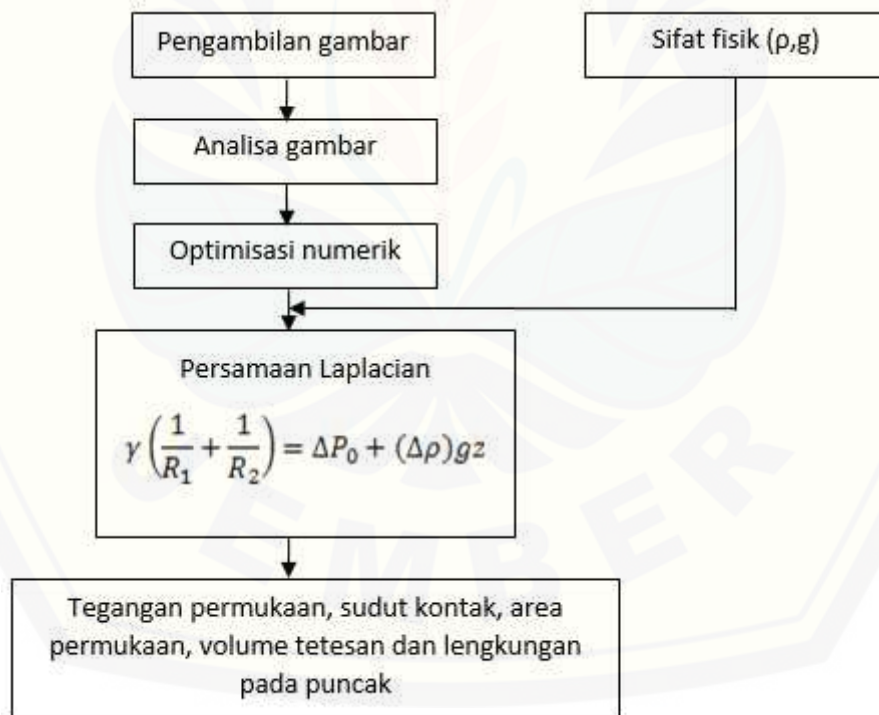 Pengambilan gambar
Sifat fisik (ρ,g)
Analisa gambar
Optimisasi numerik
Persamaan Laplacian
γ(1/R₁ + 1/R₂) = ΔP₀ + (Δρ)gz
Tegangan permukaan, sudut kontak, area
permukaan, volume tetesan dan lengkungan
pada puncak
EMBER